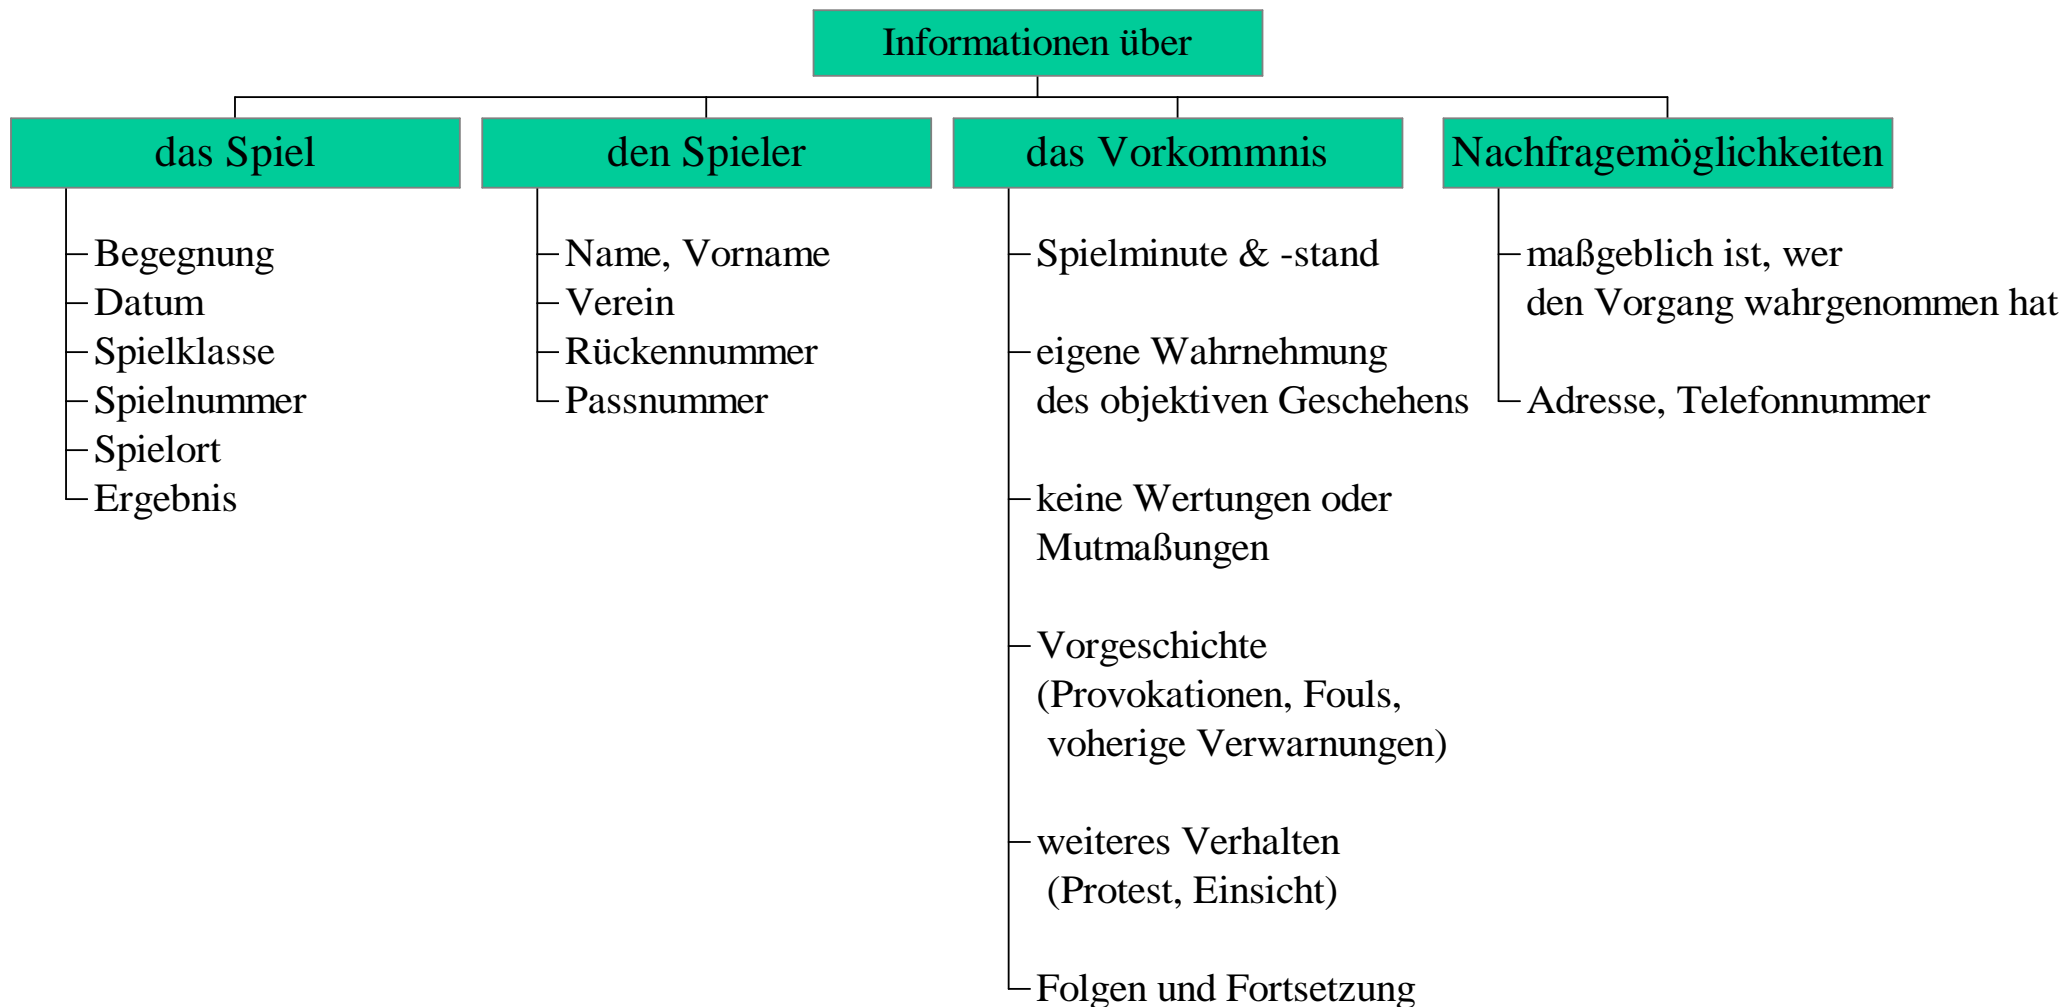 Informationen über
das Spiel
Begegnung
Datum
Spielklasse
Spielnummer
Spielort
Ergebnis
den Spieler
Name, Vorname
Verein
Rückennummer
Passnummer
das Vorkommnis
Spielminute & -stand
eigene Wahrnehmung
des objektiven Geschehens
keine Wertungen oder
Mutmaßungen
Vorgeschichte
(Provokationen, Fouls,
voherige Verwarnungen)
weiteres Verhalten
(Protest, Einsicht)
Folgen und Fortsetzung
Nachfragemöglichkeiten
maßgeblich ist, wer
den Vorgang wahrgenommen hat
Adresse, Telefonnummer